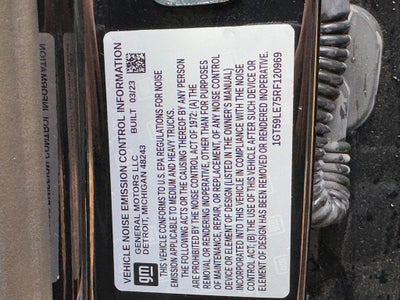 VEHICLE NOISE EMISSION CONTROL INFORMATION
gm
GENERAL MOTORS LLC
DETROIT, MICHIGAN 48243
BUILT 03/23
THIS VEHICLE CONFORMS TO U.S. EPA REGULATIONS FOR NOISE
EMISSION APPLICABLE TO MEDIUM AND HEAVY TRUCKS.
THE FOLLOWING ACTS OR THE CAUSING THEREOF BY ANY PERSON
ARE PROHIBITED BY THE NOISE CONTROL ACT OF 1972: (A) THE
REMOVAL OR RENDERING INOPERATIVE, OTHER THAN FOR PURPOSES
OF MAINTENANCE, REPAIR, OR REPLACEMENT, OF ANY NOISE CONTROL
DEVICE OR ELEMENT OF DESIGN (LISTED IN THE OWNER'S MANUAL)
INCORPORATED INTO THIS VEHICLE IN COMPLIANCE WITH THE NOISE
CONTROL ACT; (B) THE USE OF THIS VEHICLE AFTER SUCH DEVICE OR
ELEMENT OF DESIGN HAS BEEN REMOVED OR RENDERED INOPERABLE.
1GT59LE75RF120969